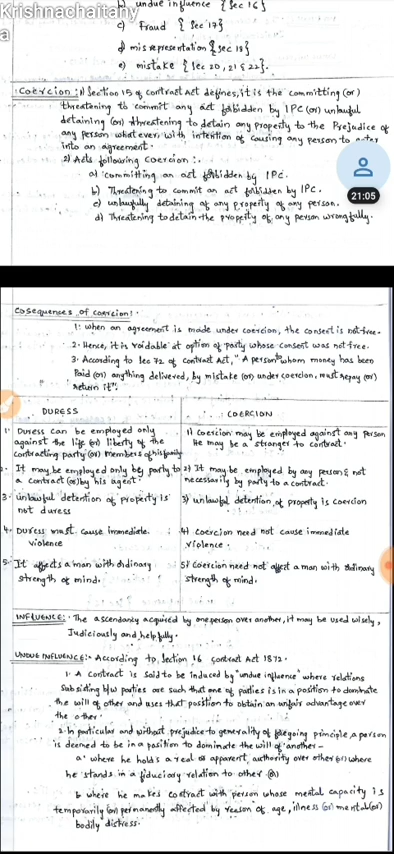 Krishnachaitany
a
b) undue influence { Sec 16 }
c) Fraud { Sec 17 }
d) misrepresentation { Sec 18 }
e) mistake { Sec 20, 21 & 22 }.
Coercion: 1) Section 15 of contract Act defines, it is the committing (or)
threatening to commit any act forbidden by IPC (or) unlawful
detaining (or) threatening to detain any property to the Prejudice of
any person whatever, with intention of causing any person to enter
into an agreement.
2) Acts following Coercion :.
a) committing an act forbidden by IPC.
b) Threatening to commit an act forbidden by IPC.
c) unlawfully detaining of any property of any person.
d) Threatening to detain the property of any person wrongfully.
21:05
Cosequences of coercion:
1. when an agreement is made under coercion, the consent is not free.
2. Hence, it is voidable at option of party whose consent was not free.
3. According to Sec 72 of contract Act, "A person to whom money has been
Paid (or) anything delivered, by mistake (or) under coercion, must repay (or)
return it".
DURESS
COERCION
1. Duress can be employed only
against the life (or) liberty of the
contracting party (or) members of his family
1) Coercion may be employed against any Person
He may be a stranger to contract.
2. It may be employed only by party to
a contract (or) by his agent.
2) It may be employed by any person & not
necessarily by party to a contract.
3. unlawful detention of property is
not duress
3) unlawful detention of property is Coercion
4. Duress must cause immediate
violence
4) Coercion need not cause immediate
violence.
5. It affects a man with ordinary
strength of mind.
5) Coercion need not affect a man with ordinary
strength of mind.
INFLUENCE: The ascendancy acquired by one person over another, it may be used wisely,
Judiciously and helpfully.
UNDUE INFLUENCE: According to Section 16 contract Act 1872.
1. A contract is said to be induced by "undue influence" where relations
Subsiding b/w parties are such that one of parties is in a position to dominate
the will of other and uses that position to obtain an unfair advantage over
the other.
2. In particular and without prejudice to generality of foregoing principle, a person
is deemed to be in a position to dominate the will of another -
a. where he holds a real or apparent authority over other (or) where
he stands in a fiduciary relation to other (or)
b where he makes contract with person whose mental capacity is
temporarily (or) permanently affected by reason of age, illness (or) mental (or)
bodily distress.